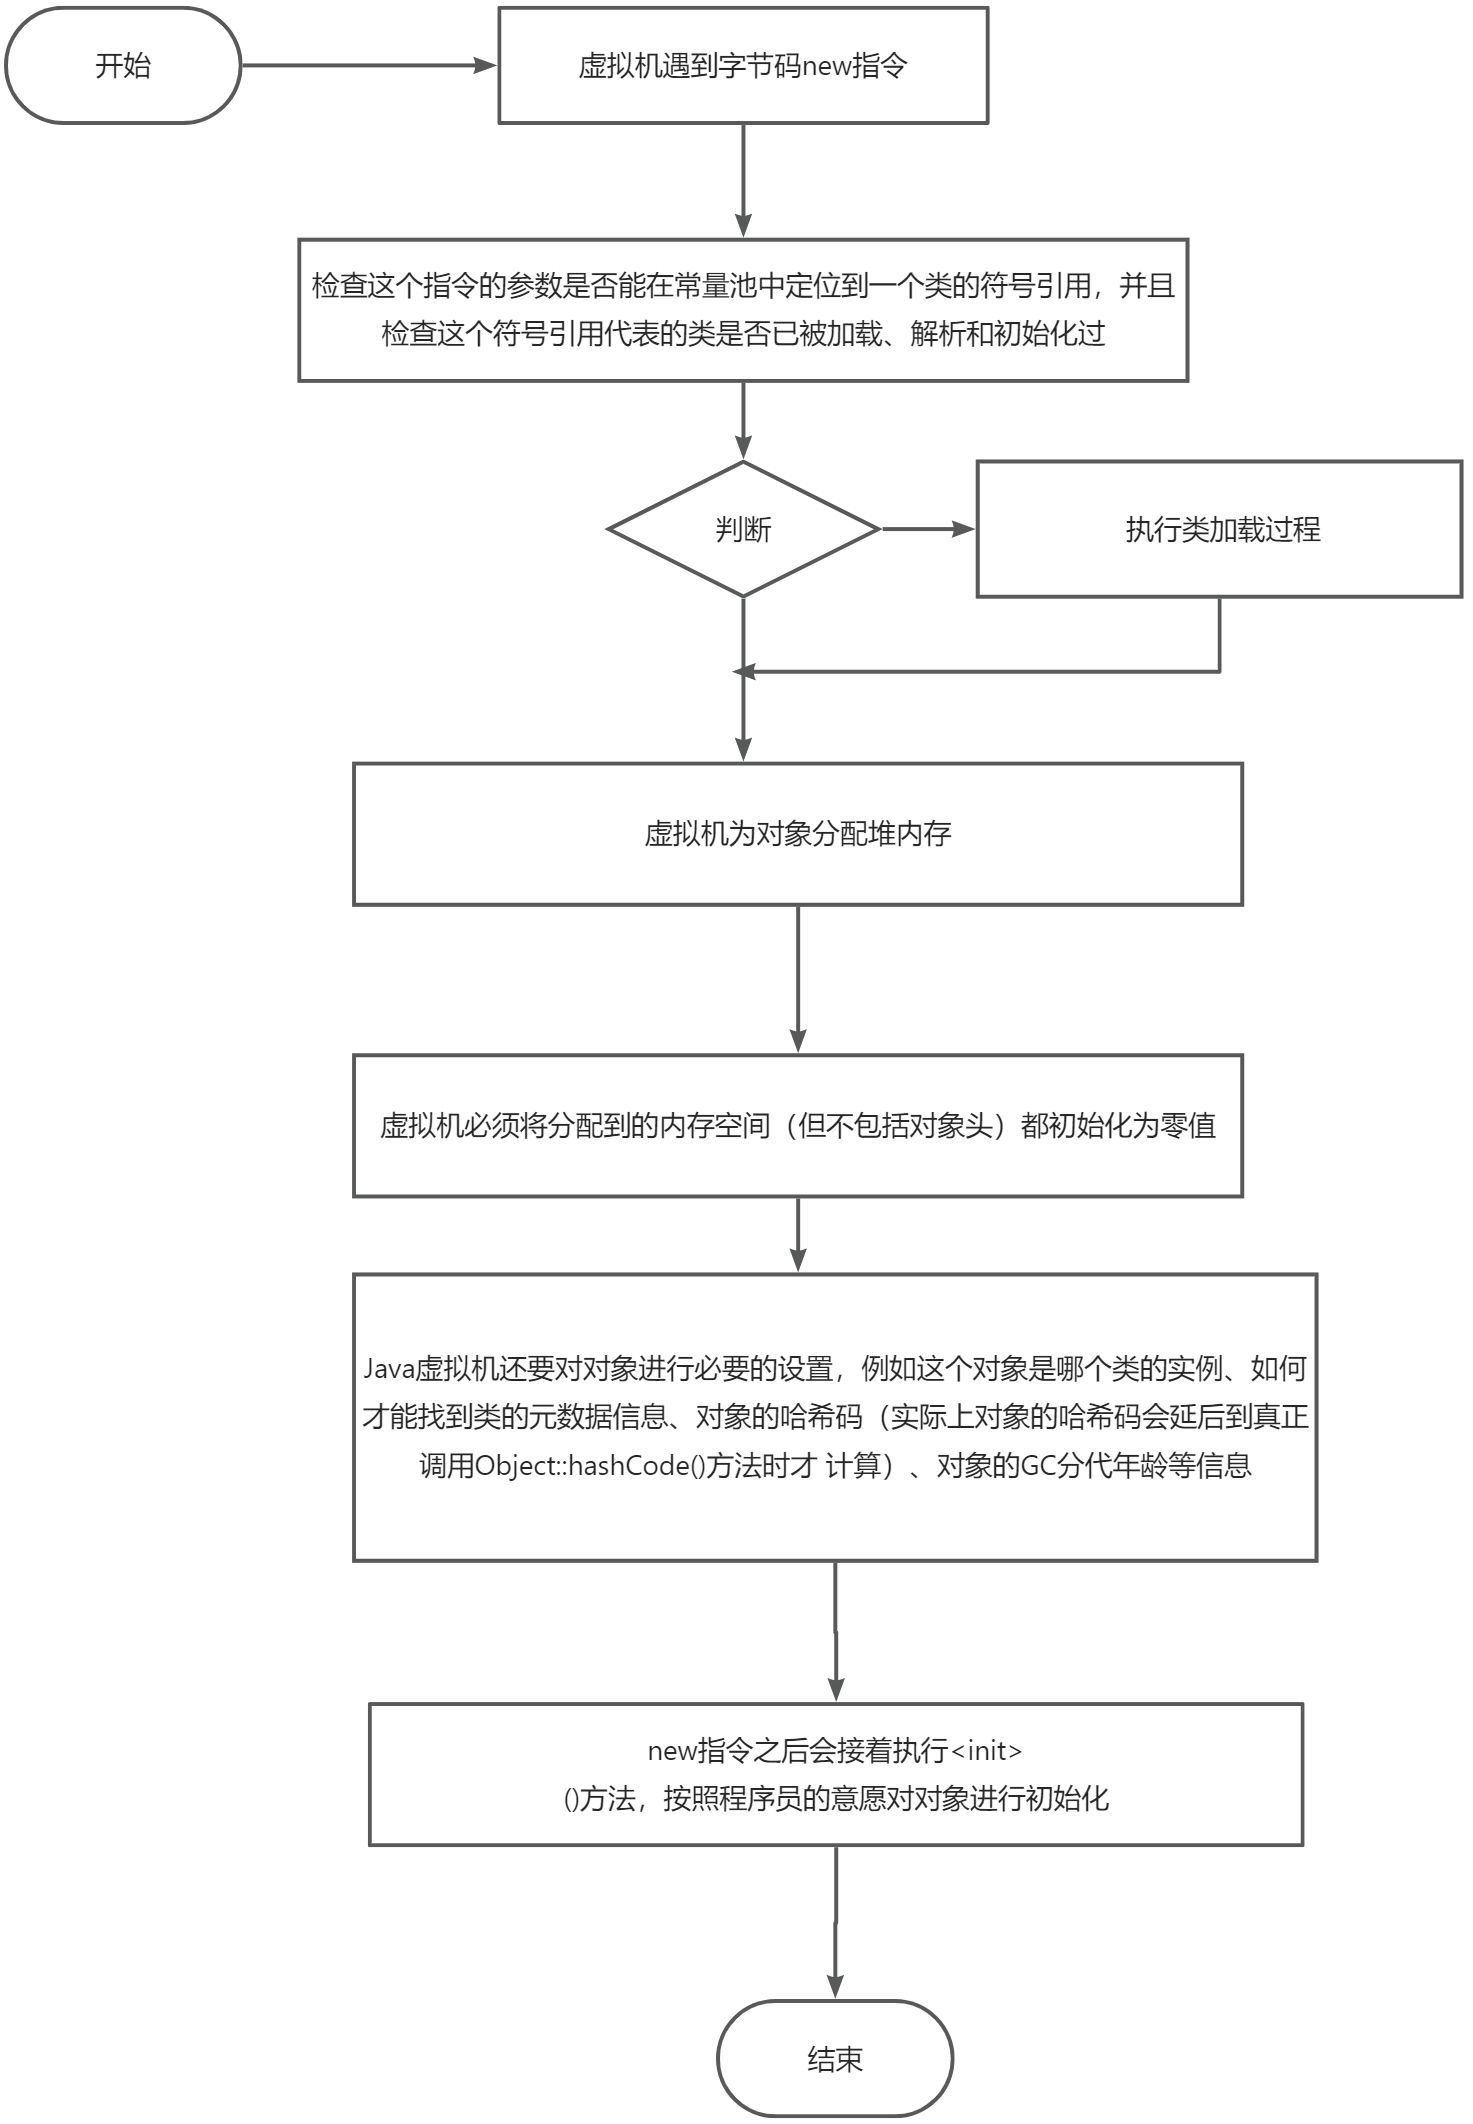 开始
虚拟机遇到字节码new指令
检查这个指令的参数是否能在常量池中定位到一个类的符号引用，并且
检查这个符号引用代表的类是否已被加载、解析和初始化过
判断
执行类加载过程
虚拟机为对象分配堆内存
虚拟机必须将分配到的内存空间（但不包括对象头）都初始化为零值
Java虚拟机还要对对象进行必要的设置，例如这个对象是哪个类的实例、如何
才能找到类的元数据信息、对象的哈希码（实际上对象的哈希码会延后到真正
调用Object::hashCode()方法时才 计算）、对象的GC分代年龄等信息
new指令之后会接着执行<init>
()方法，按照程序员的意愿对对象进行初始化
结束